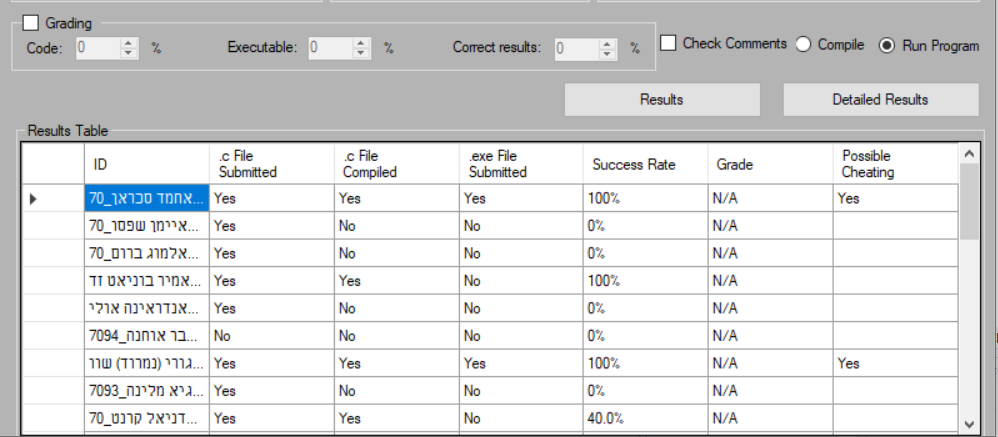 Grading
Code: 0 % Executable: 0 % Correct results: 0 % Check Comments Compile Run Program
Results Detailed Results
Results Table
ID .c File Submitted .c File Compiled .exe File Submitted Success Rate Grade Possible Cheating
אחמד סכראן_70... Yes Yes Yes 100% N/A Yes
איימן שפסו_70... Yes No No 0% N/A
אלמוג ברום_70... Yes No No 0% N/A
אמיר בוניאט זד... Yes Yes No 100% N/A
אנדראינה אולי... Yes No No 0% N/A
בר אוחנה_7094... No No No 0% N/A
גורי (נמרוד) שוו... Yes Yes Yes 100% N/A Yes
גיא מלינה_7093... Yes No No 0% N/A
דניאל קרנט_70... Yes Yes No 40.0% N/A